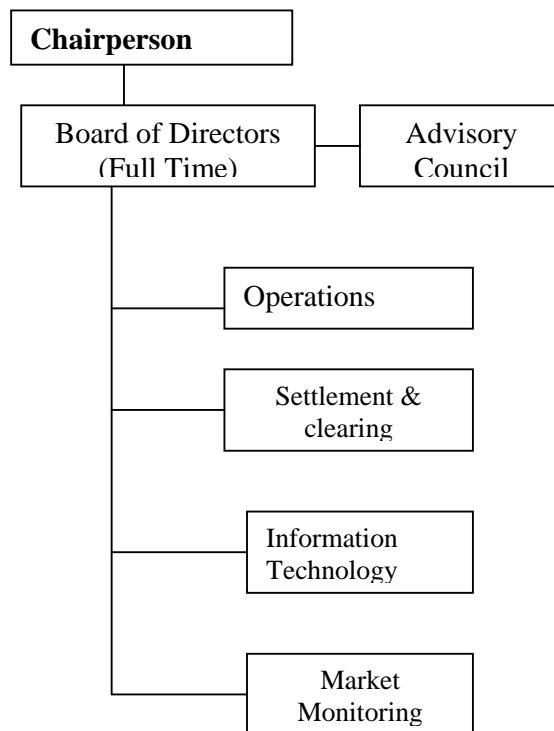 Chairperson
Board of Directors
(Full Time)
Advisory
Council
Operations
Settlement &
clearing
Information
Technology
Market
Monitoring